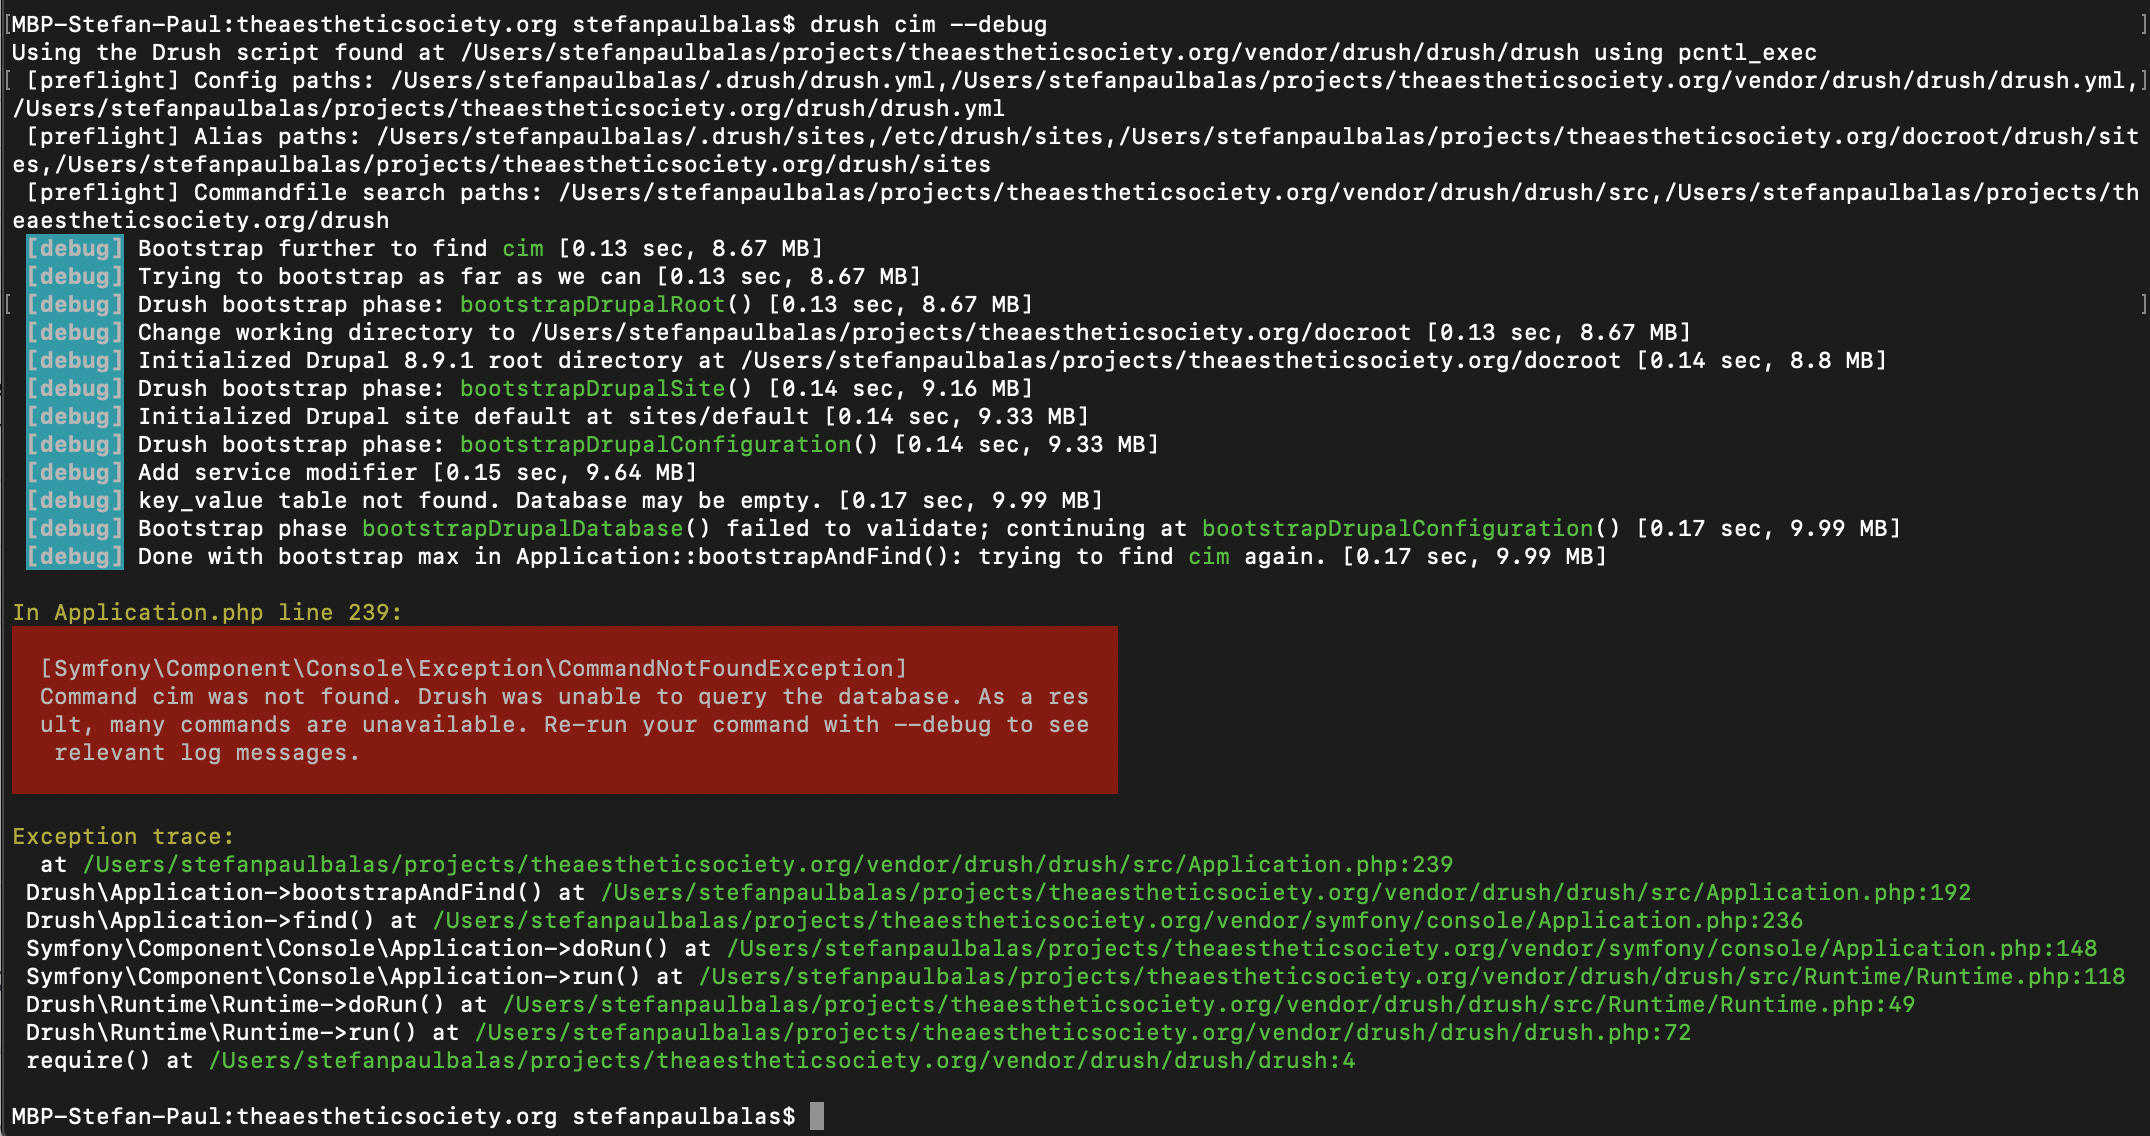 [MBP-Stefan-Paul:theaestheticsociety.org stefanpaulbalas$ drush cim --debug ]
Using the Drush script found at /Users/stefanpaulbalas/projects/theaestheticsociety.org/vendor/drush/drush/drush using pcntl_exec
[ [preflight] Config paths: /Users/stefanpaulbalas/.drush/drush.yml,/Users/stefanpaulbalas/projects/theaestheticsociety.org/vendor/drush/drush/drush.yml,]
/Users/stefanpaulbalas/projects/theaestheticsociety.org/drush/drush.yml
[preflight] Alias paths: /Users/stefanpaulbalas/.drush/sites,/etc/drush/sites,/Users/stefanpaulbalas/projects/theaestheticsociety.org/docroot/drush/sit
es,/Users/stefanpaulbalas/projects/theaestheticsociety.org/drush/sites
[preflight] Commandfile search paths: /Users/stefanpaulbalas/projects/theaestheticsociety.org/vendor/drush/drush/src,/Users/stefanpaulbalas/projects/th
eaestheticsociety.org/drush
[debug] Bootstrap further to find cim [0.13 sec, 8.67 MB]
[debug] Trying to bootstrap as far as we can [0.13 sec, 8.67 MB]
[ [debug] Drush bootstrap phase: bootstrapDrupalRoot() [0.13 sec, 8.67 MB] ]
[debug] Change working directory to /Users/stefanpaulbalas/projects/theaestheticsociety.org/docroot [0.13 sec, 8.67 MB]
[debug] Initialized Drupal 8.9.1 root directory at /Users/stefanpaulbalas/projects/theaestheticsociety.org/docroot [0.14 sec, 8.8 MB]
[debug] Drush bootstrap phase: bootstrapDrupalSite() [0.14 sec, 9.16 MB]
[debug] Initialized Drupal site default at sites/default [0.14 sec, 9.33 MB]
[debug] Drush bootstrap phase: bootstrapDrupalConfiguration() [0.14 sec, 9.33 MB]
[debug] Add service modifier [0.15 sec, 9.64 MB]
[debug] key_value table not found. Database may be empty. [0.17 sec, 9.99 MB]
[debug] Bootstrap phase bootstrapDrupalDatabase() failed to validate; continuing at bootstrapDrupalConfiguration() [0.17 sec, 9.99 MB]
[debug] Done with bootstrap max in Application::bootstrapAndFind(): trying to find cim again. [0.17 sec, 9.99 MB]
In Application.php line 239:
[Symfony\Component\Console\Exception\CommandNotFoundException]
Command cim was not found. Drush was unable to query the database. As a res
ult, many commands are unavailable. Re-run your command with --debug to see
relevant log messages.
Exception trace:
at /Users/stefanpaulbalas/projects/theaestheticsociety.org/vendor/drush/drush/src/Application.php:239
Drush\Application->bootstrapAndFind() at /Users/stefanpaulbalas/projects/theaestheticsociety.org/vendor/drush/drush/src/Application.php:192
Drush\Application->find() at /Users/stefanpaulbalas/projects/theaestheticsociety.org/vendor/symfony/console/Application.php:236
Symfony\Component\Console\Application->doRun() at /Users/stefanpaulbalas/projects/theaestheticsociety.org/vendor/symfony/console/Application.php:148
Symfony\Component\Console\Application->run() at /Users/stefanpaulbalas/projects/theaestheticsociety.org/vendor/drush/drush/src/Runtime/Runtime.php:118
Drush\Runtime\Runtime->doRun() at /Users/stefanpaulbalas/projects/theaestheticsociety.org/vendor/drush/drush/src/Runtime/Runtime.php:49
Drush\Runtime\Runtime->run() at /Users/stefanpaulbalas/projects/theaestheticsociety.org/vendor/drush/drush/drush.php:72
require() at /Users/stefanpaulbalas/projects/theaestheticsociety.org/vendor/drush/drush/drush:4
MBP-Stefan-Paul:theaestheticsociety.org stefanpaulbalas$